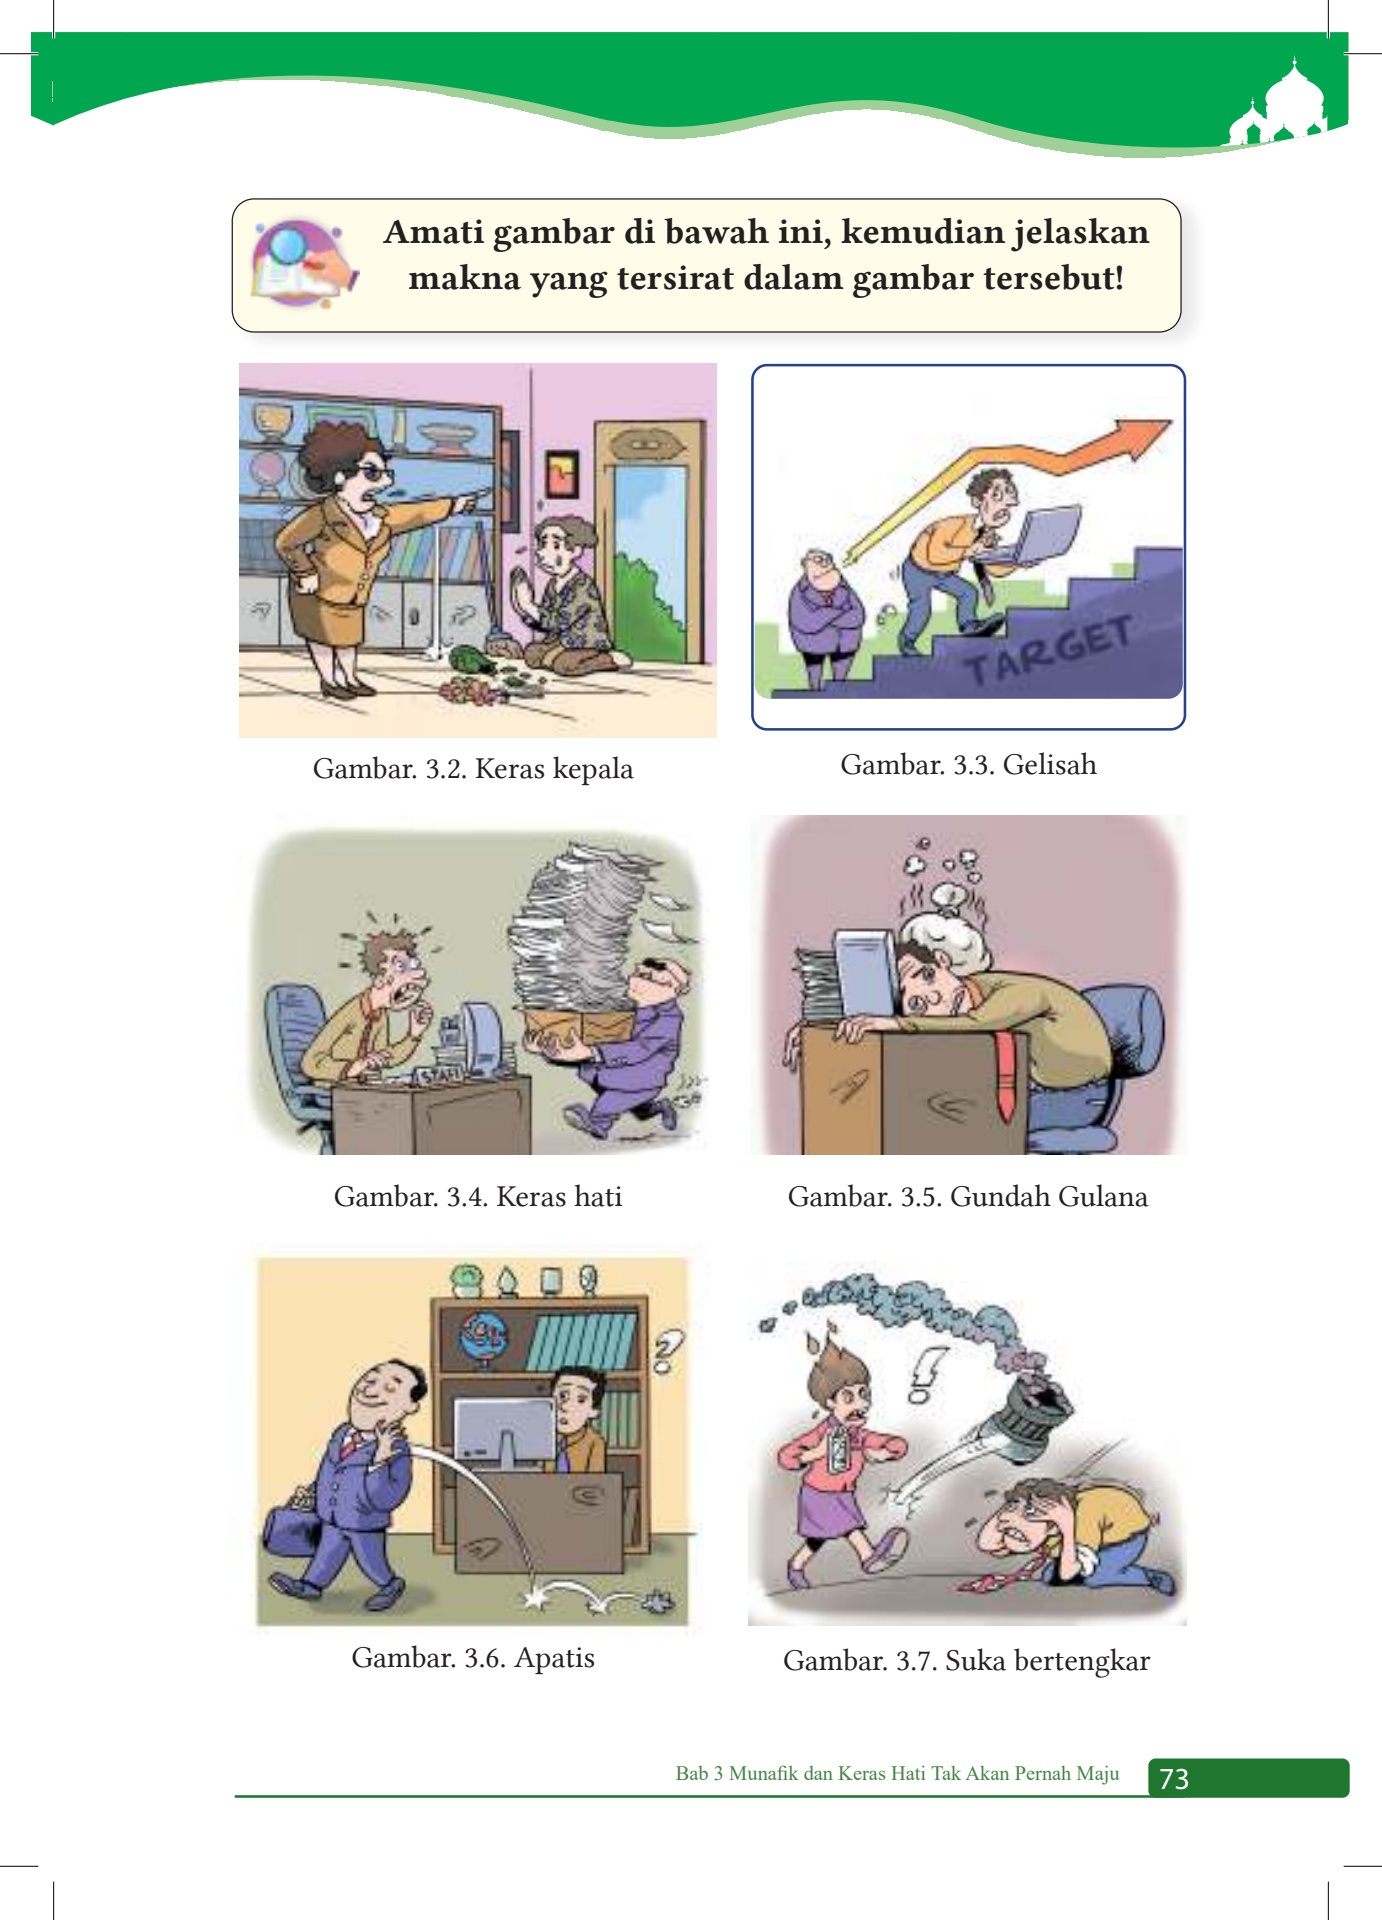 Amati gambar di bawah ini, kemudian jelaskan
makna yang tersirat dalam gambar tersebut!
TARGET
Gambar. 3.2. Keras kepala
Gambar. 3.3. Gelisah
STAFF
Gambar. 3.4. Keras hati
Gambar. 3.5. Gundah Gulana
?
!
Gambar. 3.6. Apatis
Gambar. 3.7. Suka bertengkar
Bab 3 Munafik dan Keras Hati Tak Akan Pernah Maju
73